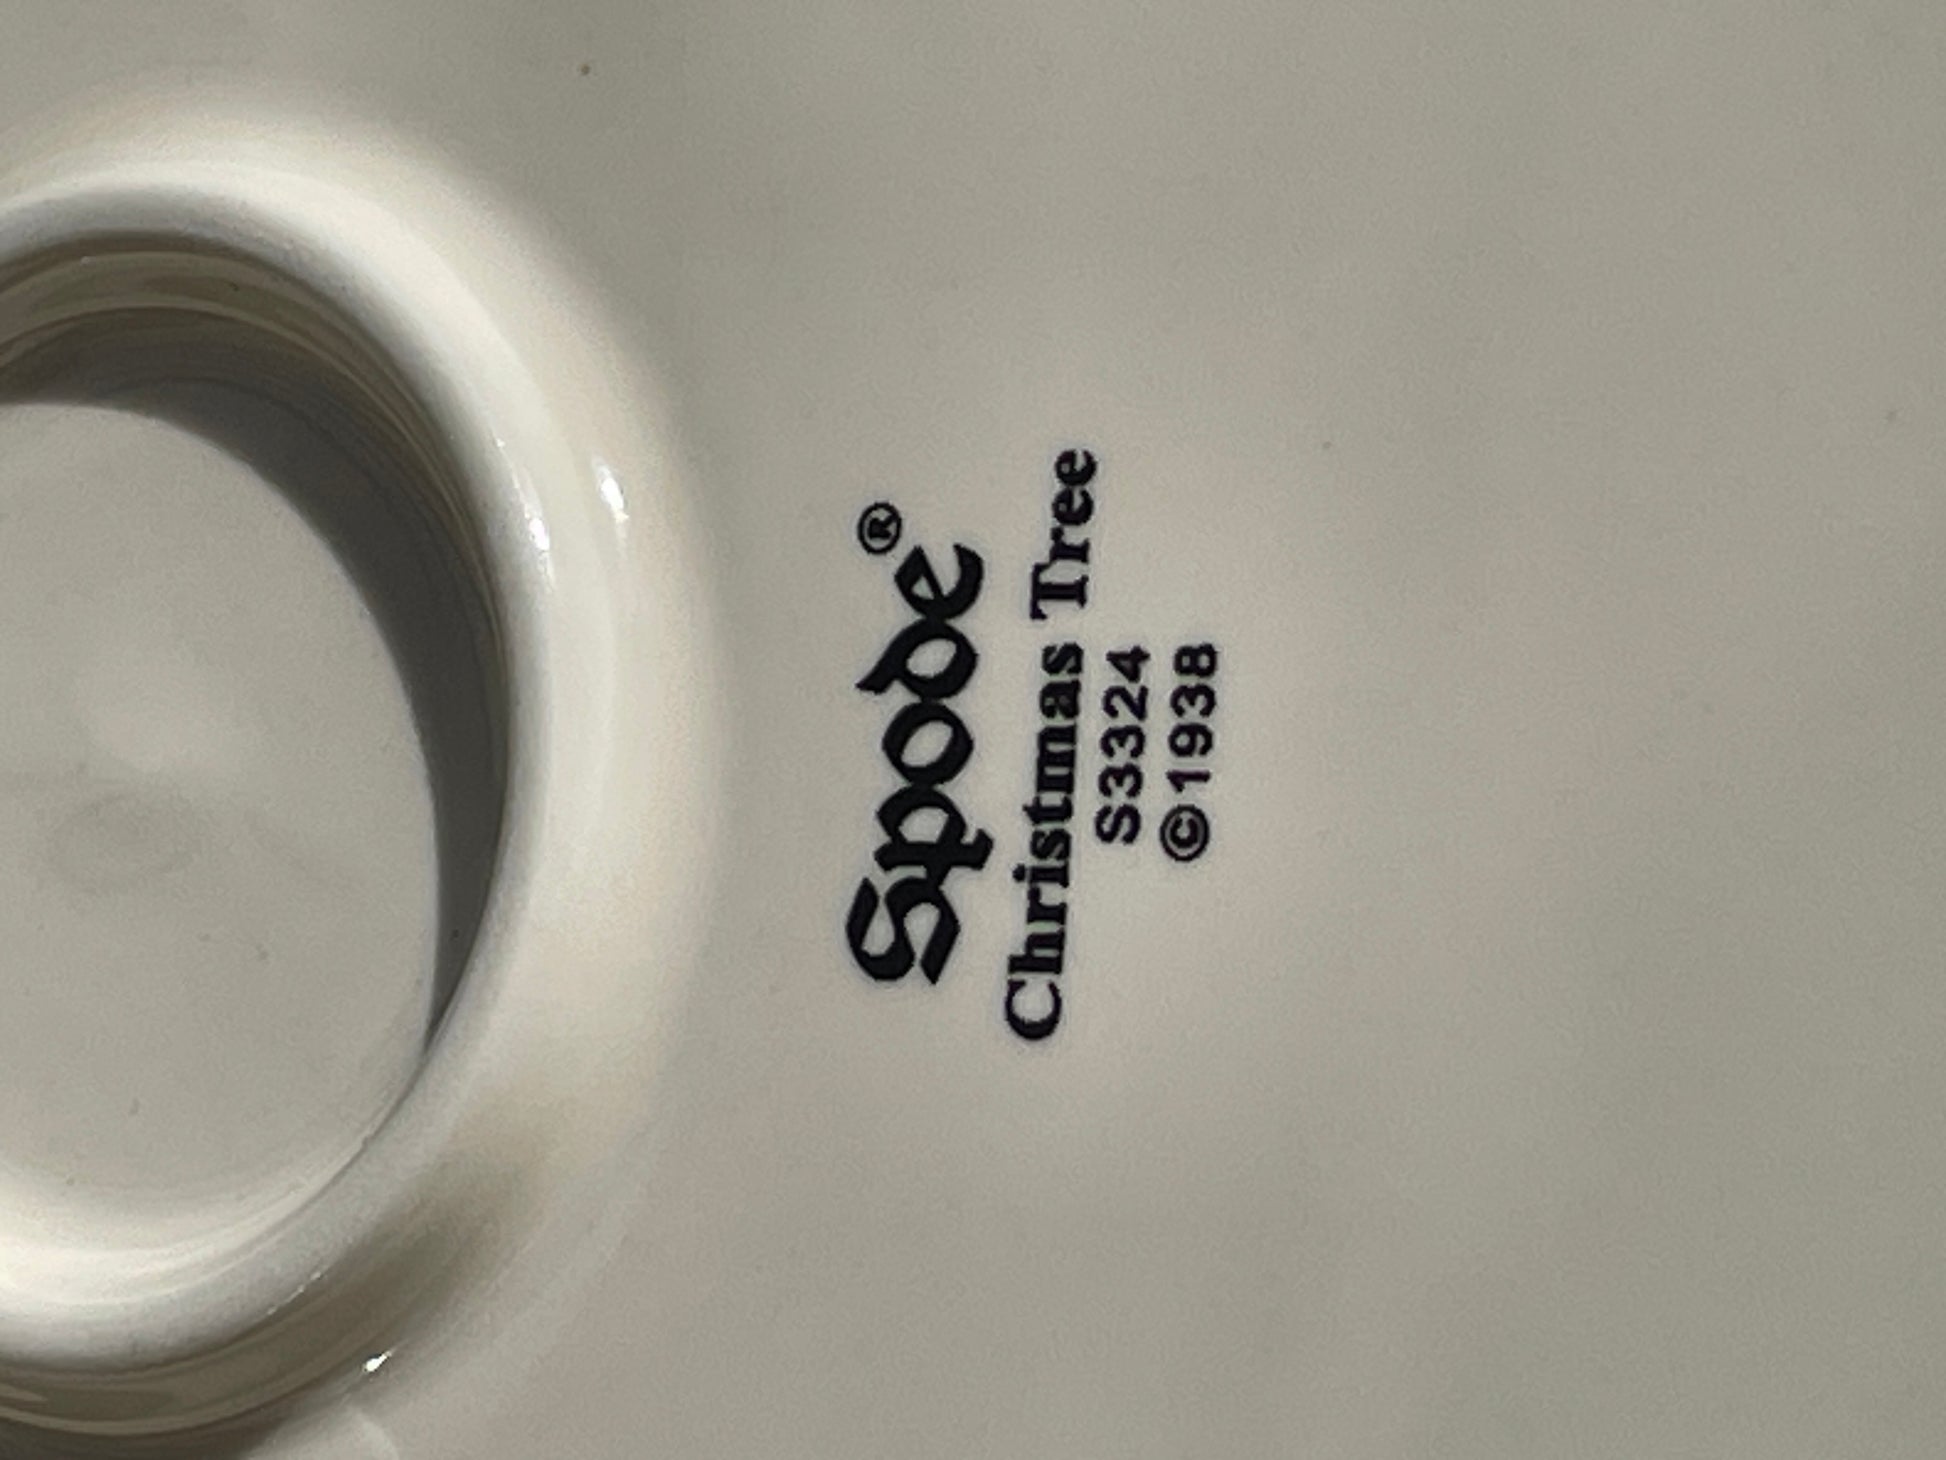 Spode®
Christmas Tree
S3324
©1938